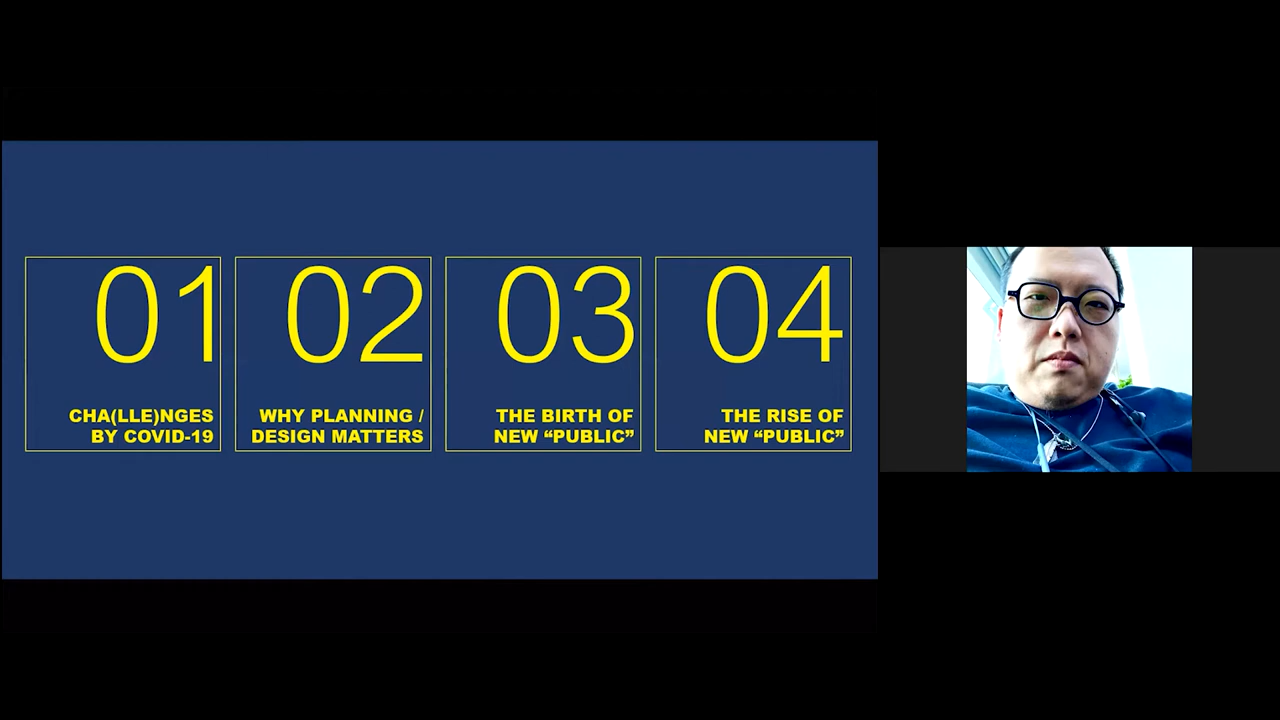 01
CHA(LLE)NGES
BY COVID-19
02
WHY PLANNING /
DESIGN MATTERS
03
THE BIRTH OF
NEW “PUBLIC”
04
THE RISE OF
NEW “PUBLIC”